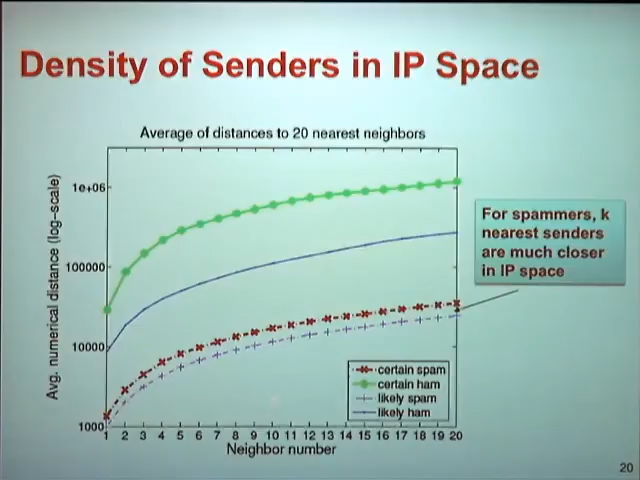 Density of Senders in IP Space
Average of distances to 20 nearest neighbors
Avg. numerical distance (log-scale)
1e+06
100000
10000
1000
1 2 3 4 5 6 7 8 9 10 11 12 13 14 15 16 17 18 19 20
Neighbor number
certain spam
certain ham
likely spam
likely ham
For spammers, k
nearest senders
are much closer
in IP space
20